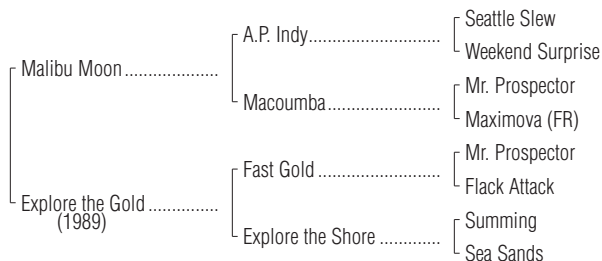 Seattle Slew
A.P. Indy
Weekend Surprise
Malibu Moon
Mr. Prospector
Macoumba
Maximova (FR)
Mr. Prospector
Fast Gold
Flack Attack
Explore the Gold
(1989)
Summing
Explore the Shore
Sea Sands